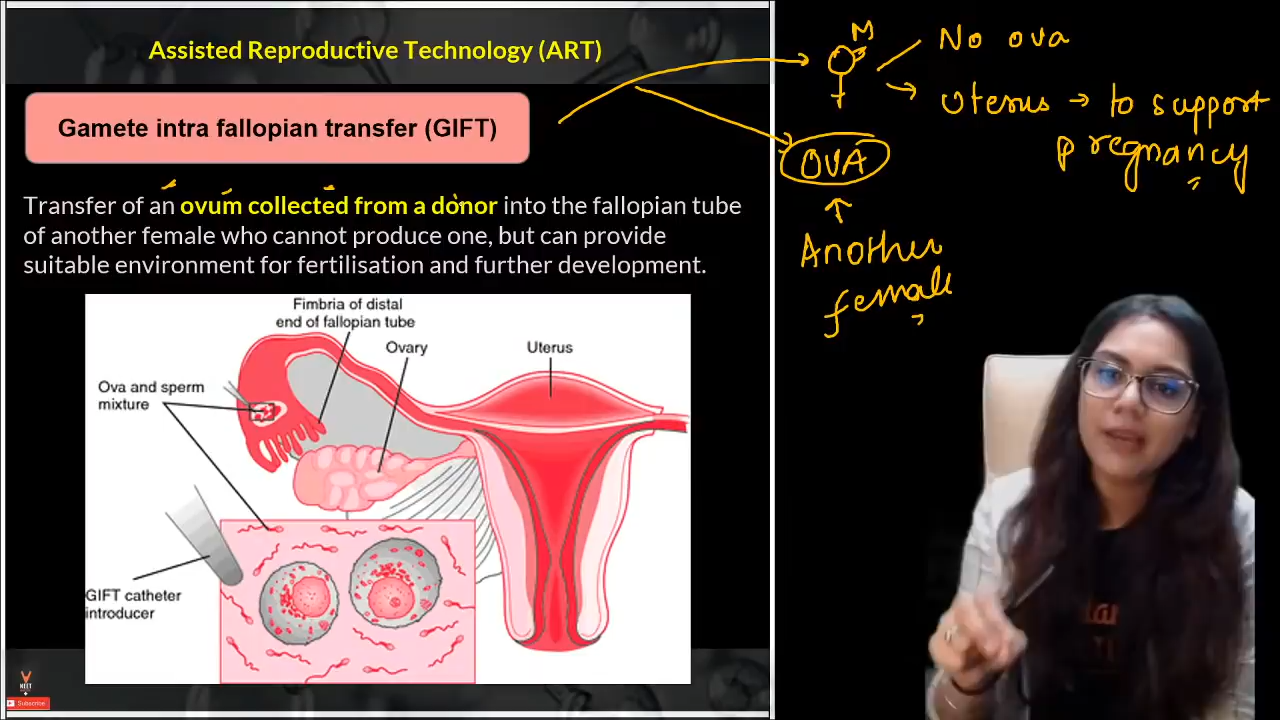 Assisted Reproductive Technology (ART)
Gamete intra fallopian transfer (GIFT)
Transfer of an ovum collected from a donor into the fallopian tube
of another female who cannot produce one, but can provide
suitable environment for fertilisation and further development.
Fimbria of distal
end of fallopian tube
Ovary
Uterus
Ova and sperm
mixture
GIFT catheter
introducer
NEET
Subscribe
M
No ova
Uterus → to support
pregnancy
OVA
Another
female